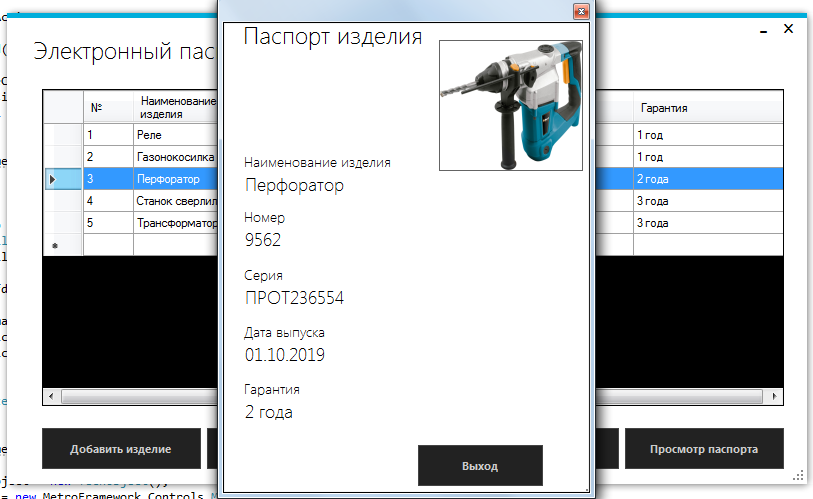 Электронный пас
№
Наименование
изделия
Гарантия
1
Реле
1 год
2
Газонокосилка
1 год
3
Перфоратор
2 года
4
Станок сверлил
3 года
5
Трансформатор
3 года
Добавить изделие
Просмотр паспорта
Паспорт изделия
Наименование изделия
Перфоратор
Номер
9562
Серия
ПРОТ236554
Дата выпуска
01.10.2019
Гарантия
2 года
Выход
= new MetroFramework.Controls.M